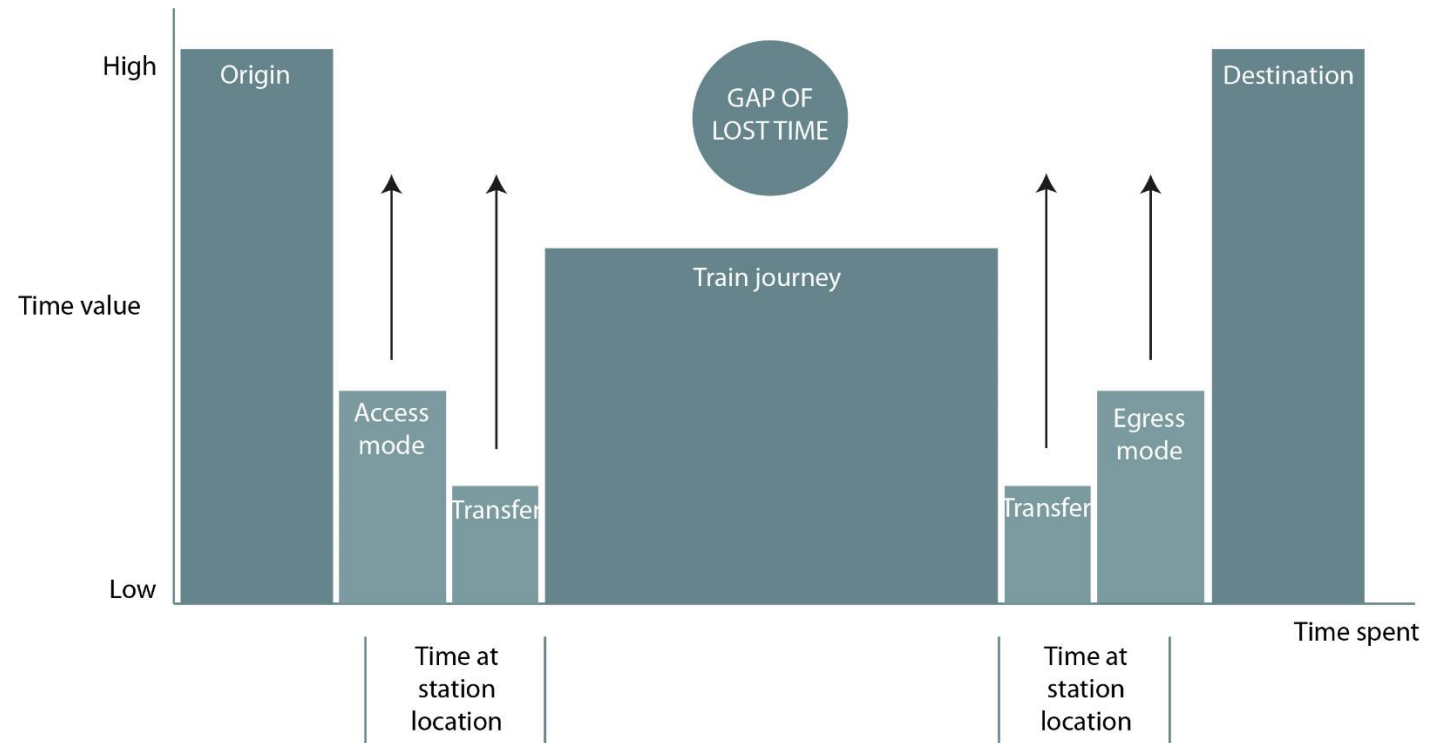 High
Origin
GAP OF
LOST TIME
Destination
Train journey
Time value
Access
mode
Transfer
Transfer
Egress
mode
Low
Time spent
Time at
station
location
Time at
station
location